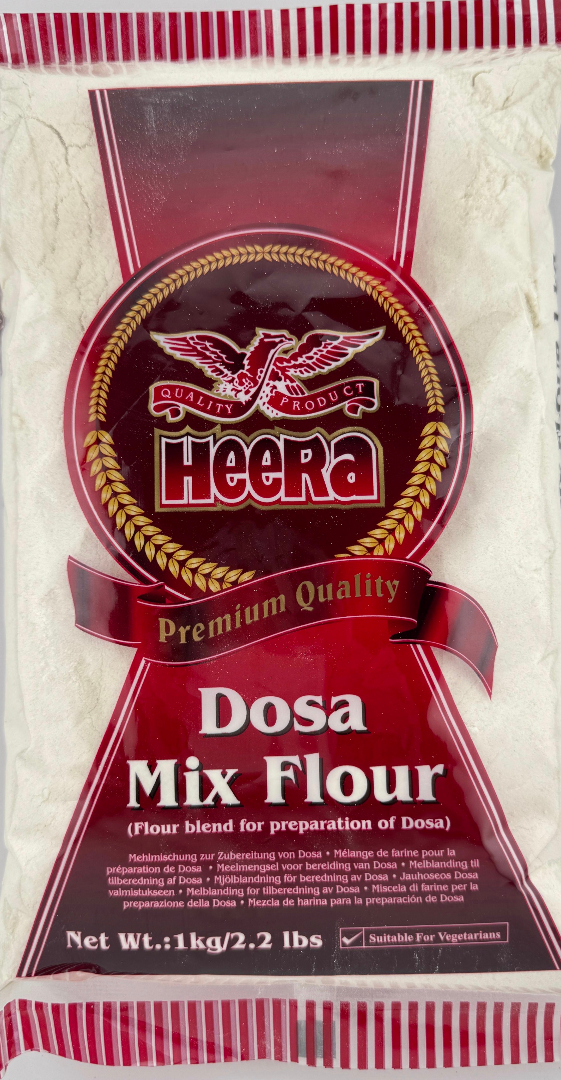 QUALITY PRODUCT
HeeRa
Premium Quality
Dosa
Mix Flour
(Flour blend for preparation of Dosa)
Mehlmischung zur Zubereitung von Dosa • Mélange de farine pour la
préparation de Dosa • Meelmengsel voor bereiding van Dosa • Melblanding til
tilberedning af Dosa • Mjölblandning för beredning av Dosa • Jauhoseos Dosa
valmistukseen • Melblanding for tilberedning av Dosa • Miscela di farine per la
preparazione della Dosa • Mezcla de harina para la preparación de Dosa
Net Wt.:1kg/2.2 lbs
Suitable For Vegetarians